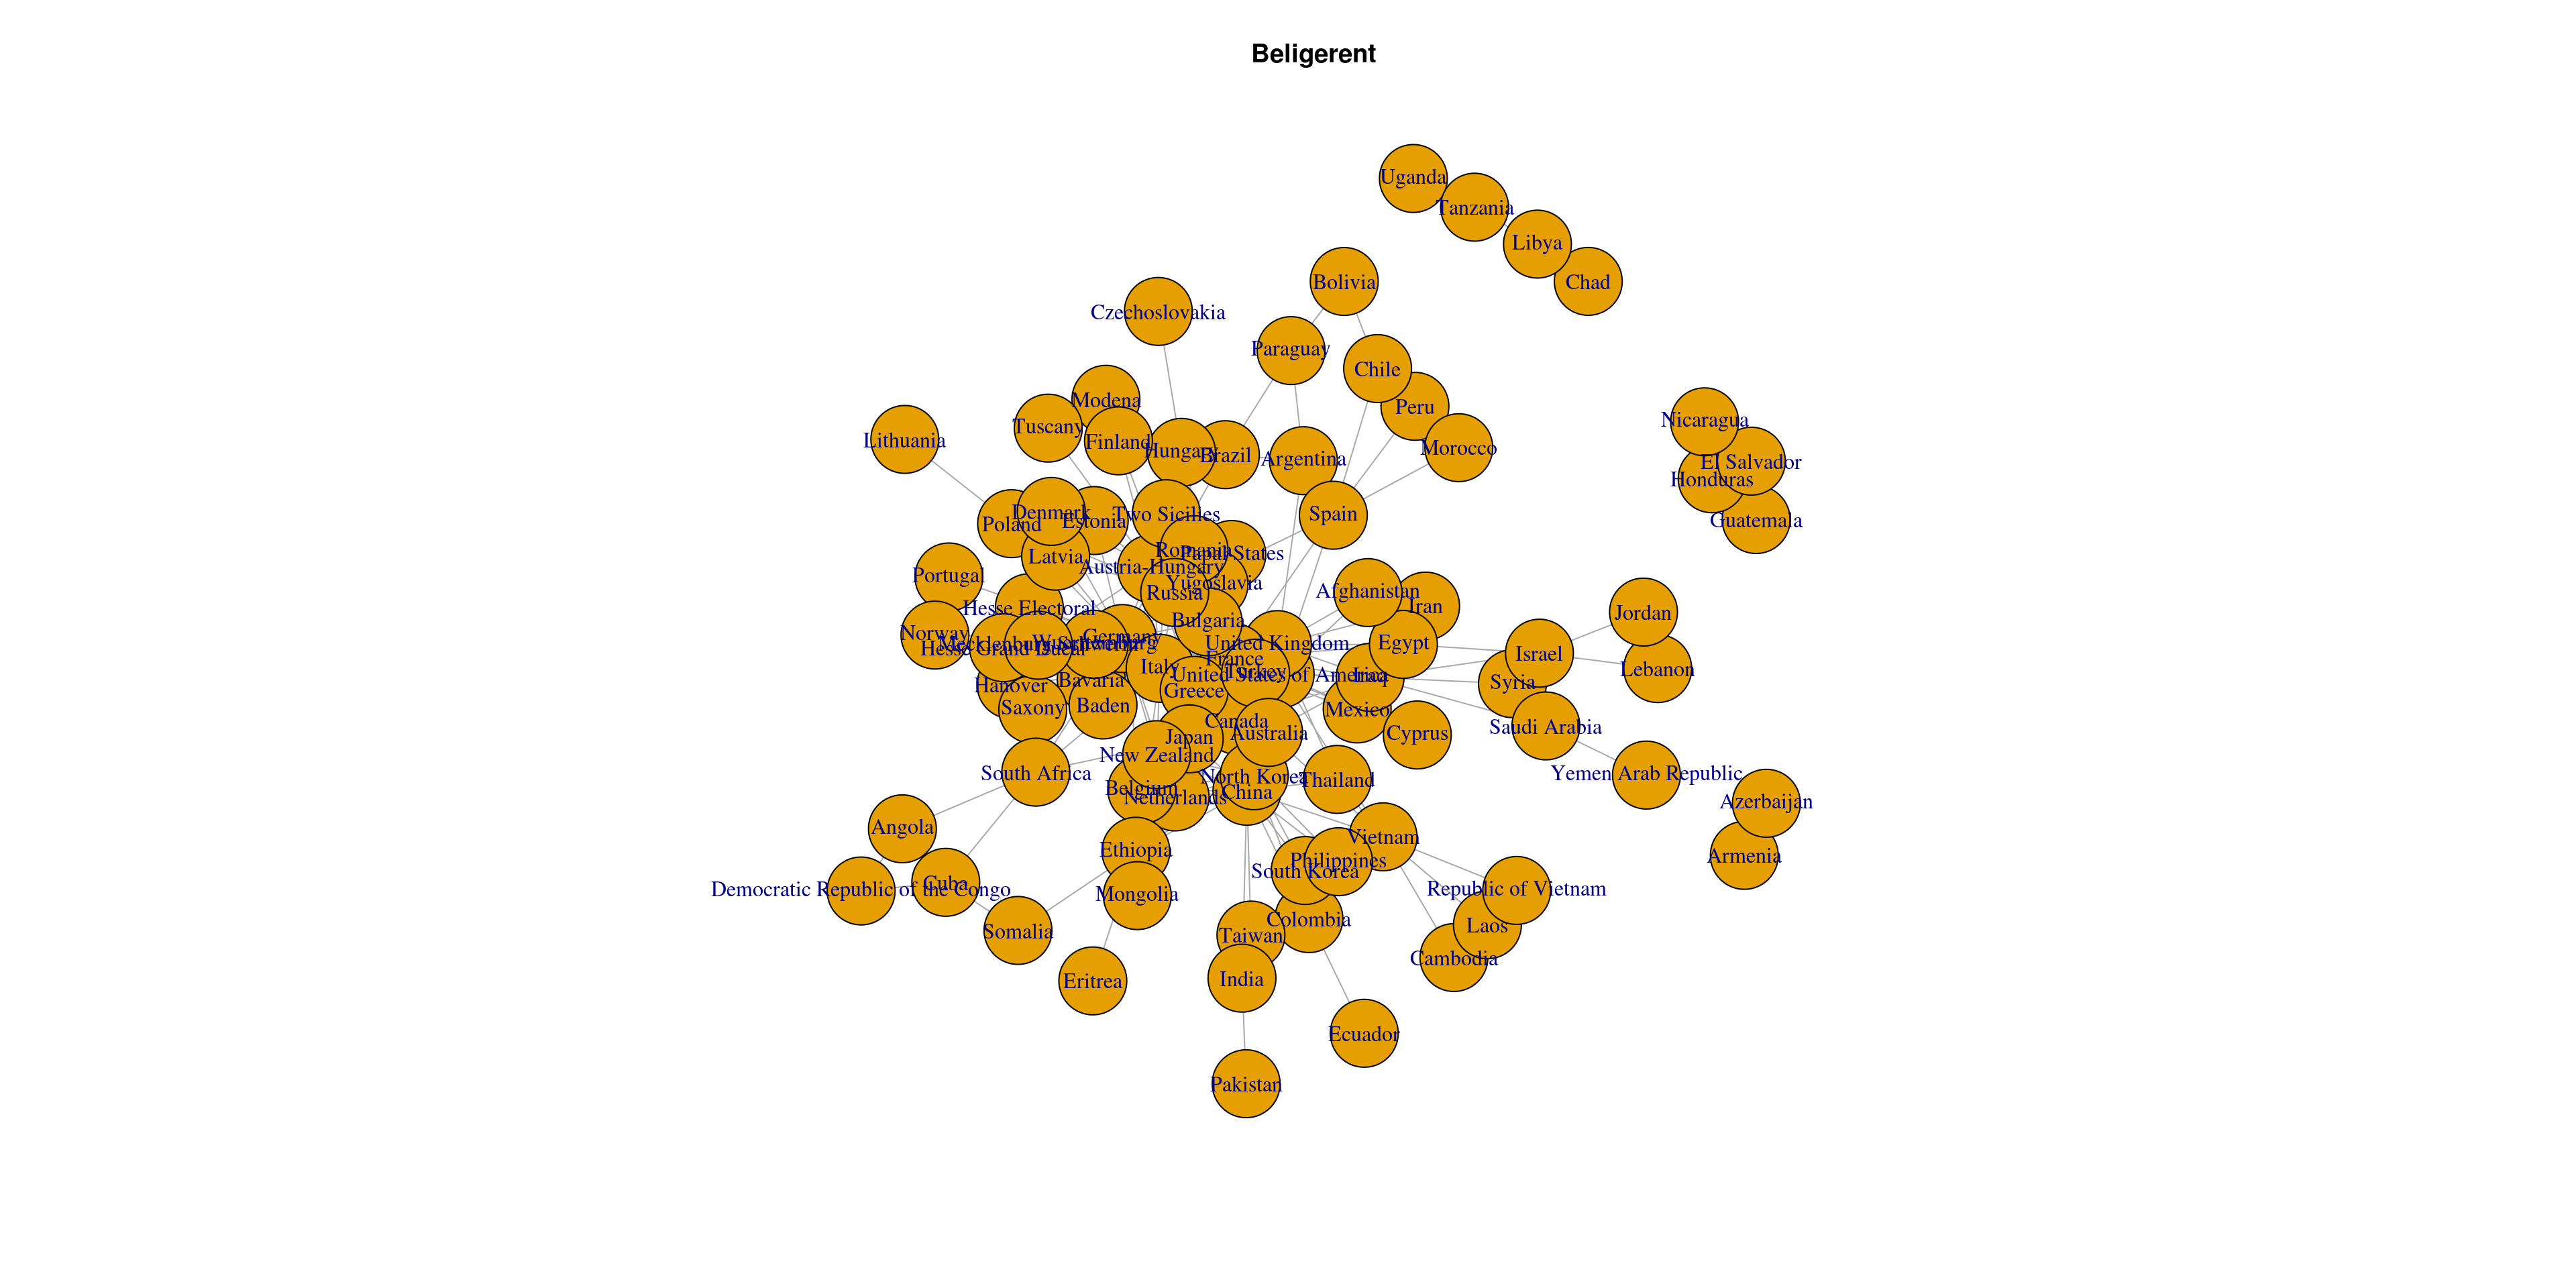 Beligerent
Uganda
Tanzania
Libya
Chad
Bolivia
Czechoslovakia
Paraguay
Chile
Modena
Peru
Nicaragua
Tuscany
Lithuania
Finland
Hungary
Brazil
Argentina
Morocco
El Salvador
Honduras
Denmark
Poland
Estonia
Two Sicilies
Spain
Guatemala
Romania
Papal States
Latvia
Austria-Hungary
Portugal
Yugoslavia
Russia
Afghanistan
Iran
Hesse Electoral
Jordan
Bulgaria
Norway
Germany
Mecklenburg Schwerin
Wuerttemburg
United Kingdom
Egypt
Hesse Grand Ducal
Israel
France
Italy
Turkey
United States of America
Iraq
Lebanon
Hanover
Bavaria
Syria
Greece
Saxony
Baden
Mexico
Canada
Saudi Arabia
Japan
Australia
Cyprus
New Zealand
South Africa
North Korea
Thailand
Yemen Arab Republic
Belgium
Netherlands
China
Azerbaijan
Angola
Vietnam
Ethiopia
Philippines
Armenia
South Korea
Democratic Republic of the Congo
Cuba
Republic of Vietnam
Mongolia
Colombia
Laos
Somalia
Taiwan
Cambodia
Eritrea
India
Ecuador
Pakistan